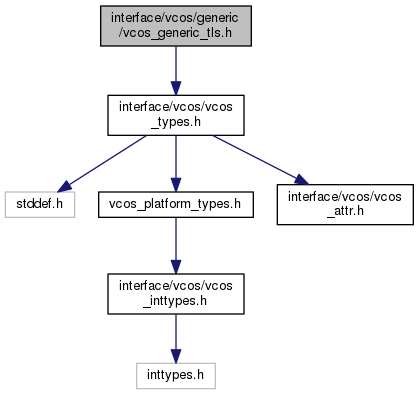 interface/vcos/generic
/vcos_generic_tls.h
interface/vcos/vcos
_types.h
stddef.h
vcos_platform_types.h
interface/vcos/vcos
_attr.h
interface/vcos/vcos
_inttypes.h
inttypes.h